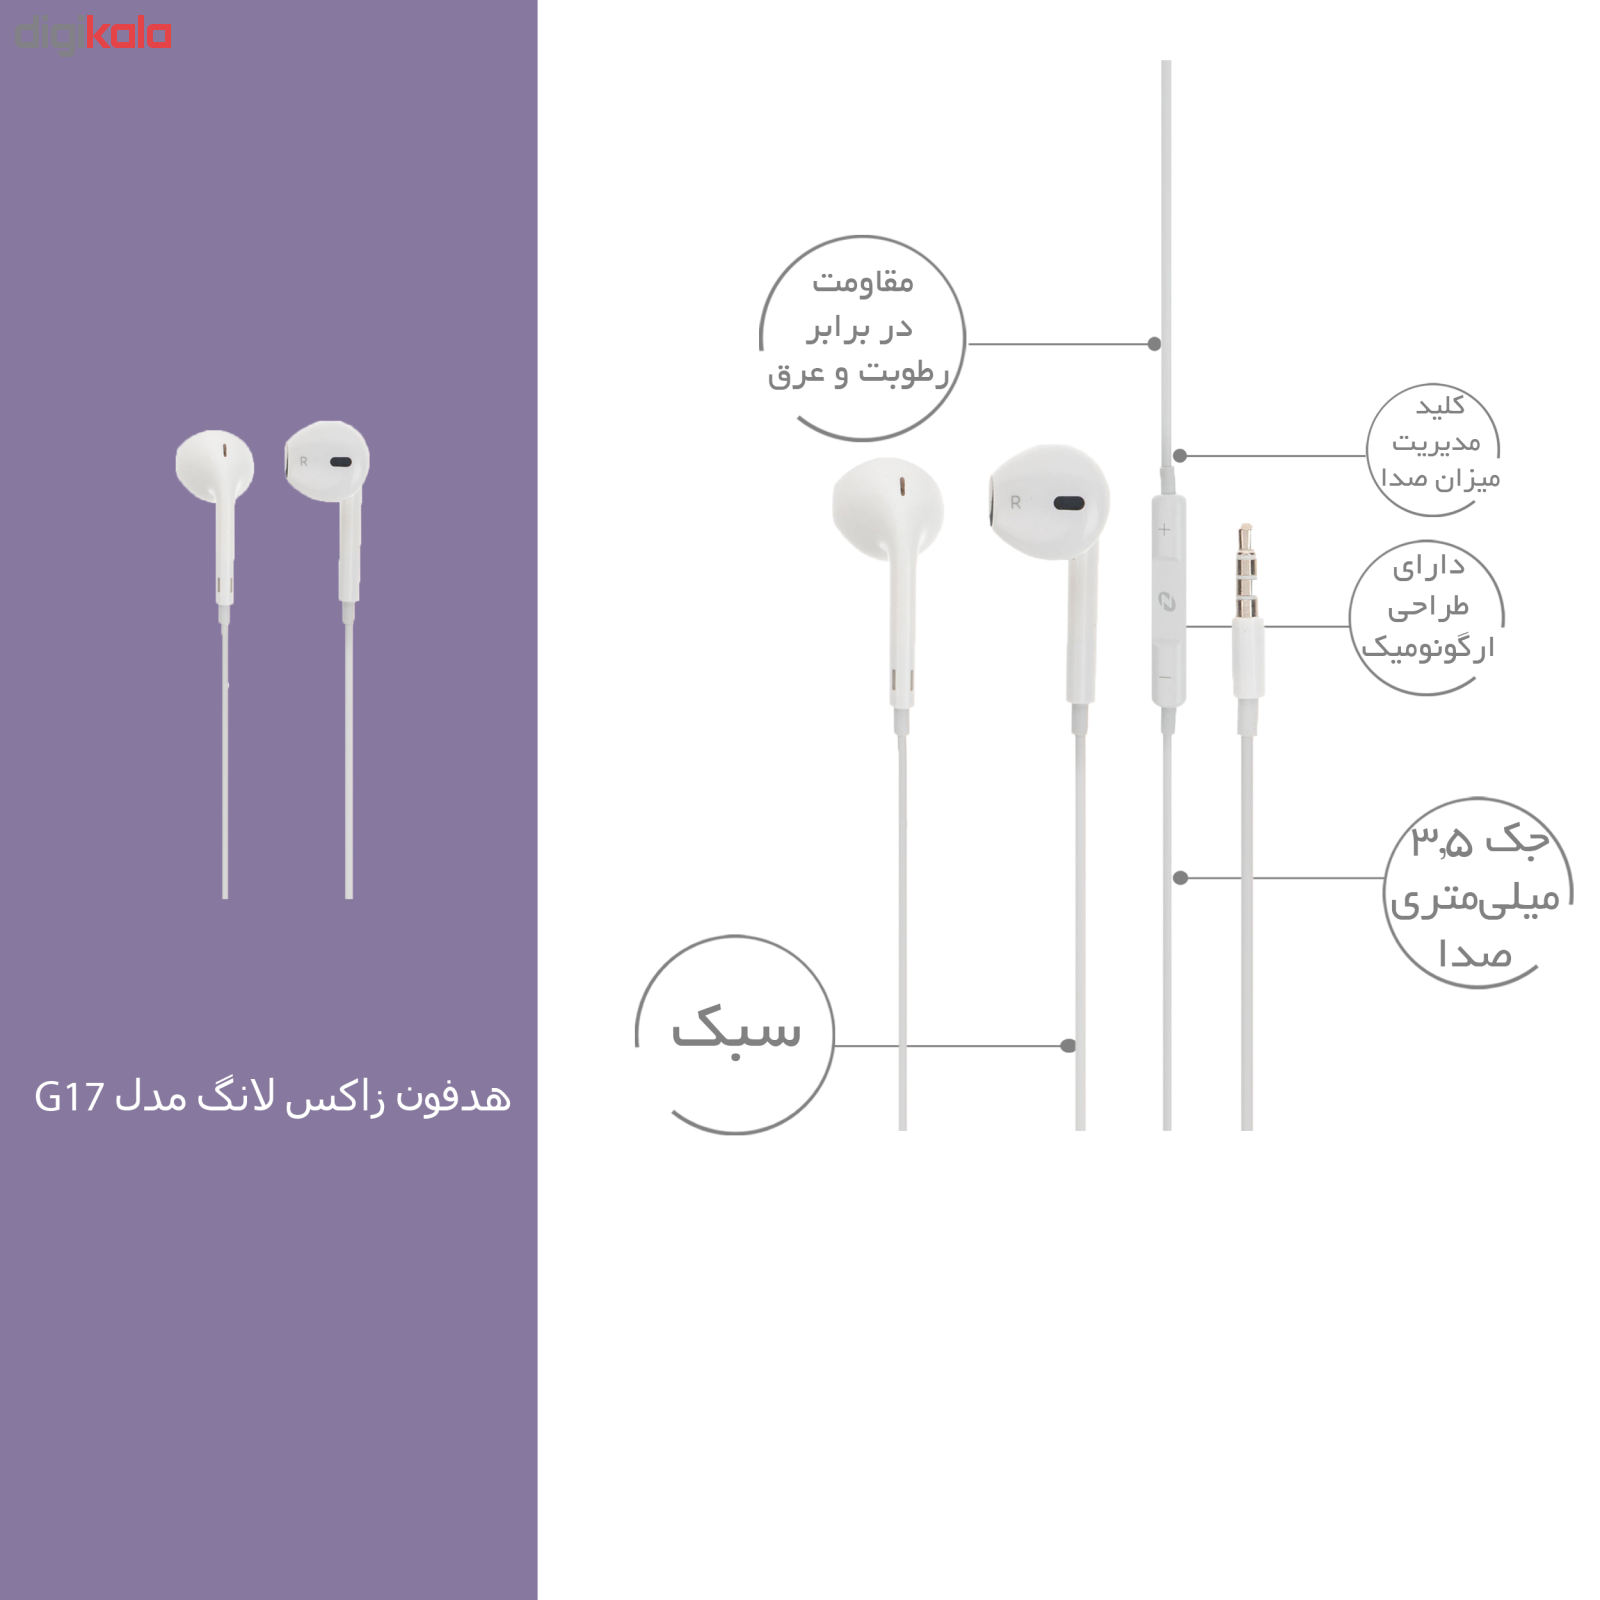 digikala
هدفون زاکس لانگ مدل G17
مقاومت
در برابر
رطوبت و عرق
کلید
مدیریت
میزان صدا
دارای
طراحی
ارگونومیک
جک ۳,۵
میلی‌متری
صدا
سبک
R
R
+